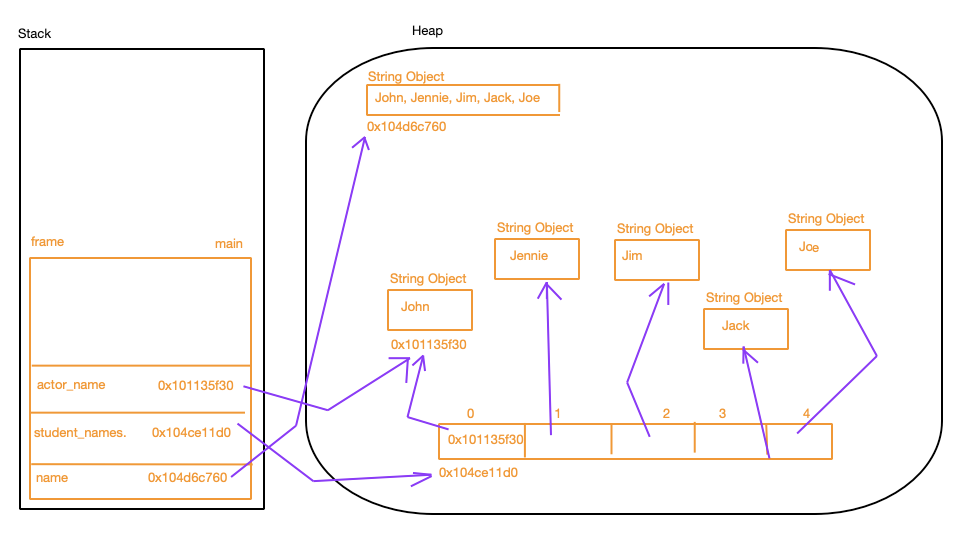 Stack
Heap
String Object
John, Jennie, Jim, Jack, Joe
0x104d6c760
frame
main
actor_name
0x101135f30
student_names.
0x104ce11d0
name
0x104d6c760
String Object
John
0x101135f30
String Object
Jennie
String Object
Jim
String Object
Jack
String Object
Joe
0
1
2
3
4
0x101135f30
0x104ce11d0